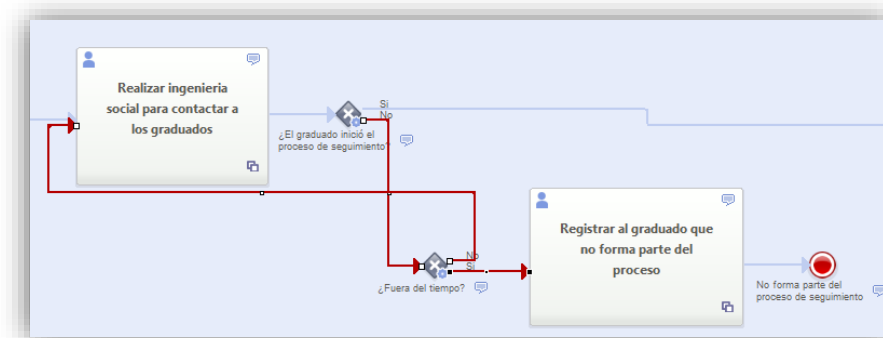 Realizar ingenieria
social para contactar a
los graduados
Si
No
¿El graduado inició el
proceso de seguimiento?
Registrar al graduado que
no forma parte del
proceso
No
Si
¿Fuera del tiempo?
No forma parte del
proceso de seguimiento